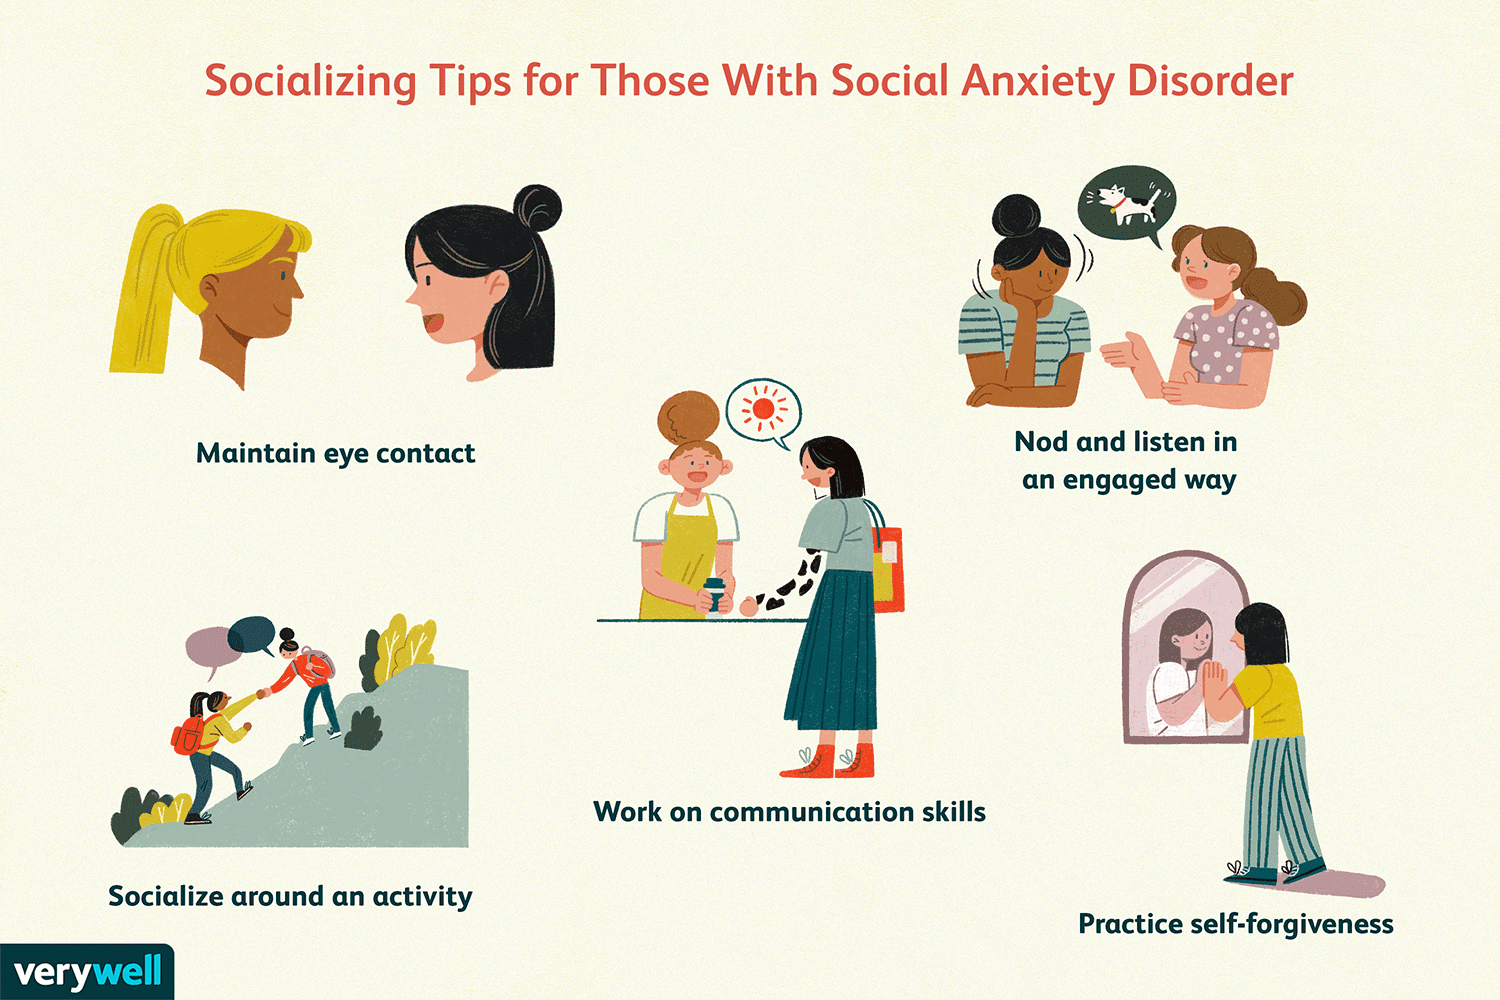 Socializing Tips for Those With Social Anxiety Disorder
Maintain eye contact
Nod and listen in
an engaged way
Work on communication skills
Socialize around an activity
Practice self-forgiveness
verywell